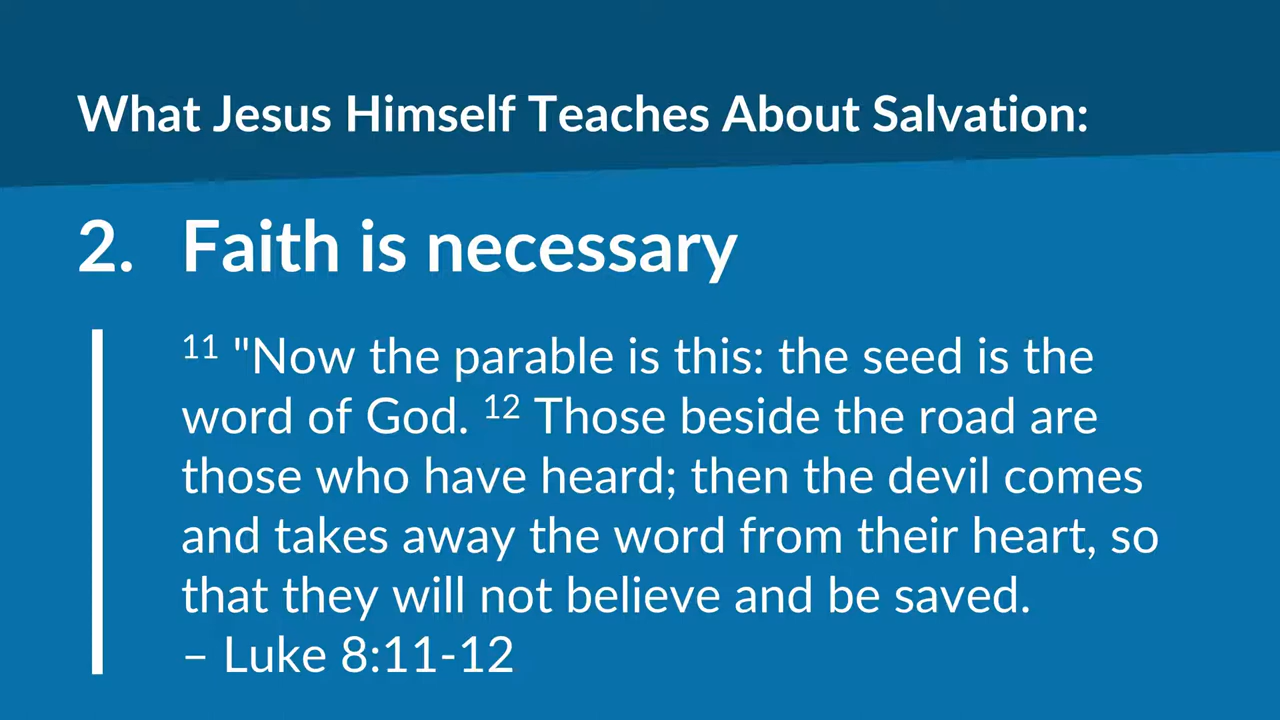 What Jesus Himself Teaches About Salvation:
2. Faith is necessary
11 "Now the parable is this: the seed is the
word of God. 12 Those beside the road are
those who have heard; then the devil comes
and takes away the word from their heart, so
that they will not believe and be saved.
– Luke 8:11-12